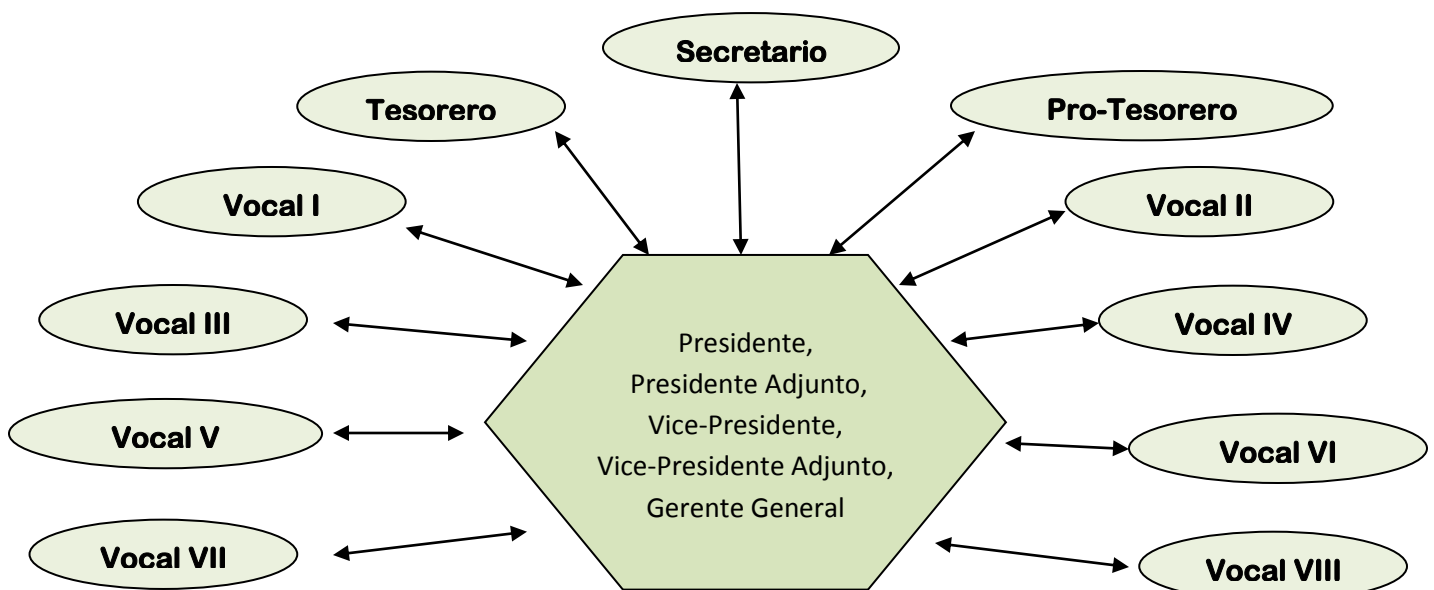 Secretario
Tesorero
Pro-Tesorero
Vocal I
Vocal II
Vocal III
Vocal IV
Presidente,
Presidente Adjunto,
Vice-Presidente,
Vice-Presidente Adjunto,
Gerente General
Vocal V
Vocal VI
Vocal VII
Vocal VIII